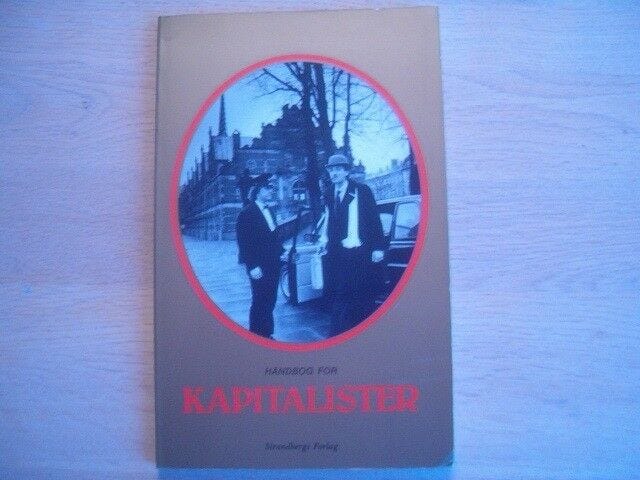 HÅNDBOG FOR
KAPITALISTER
Strandbergs Forlag